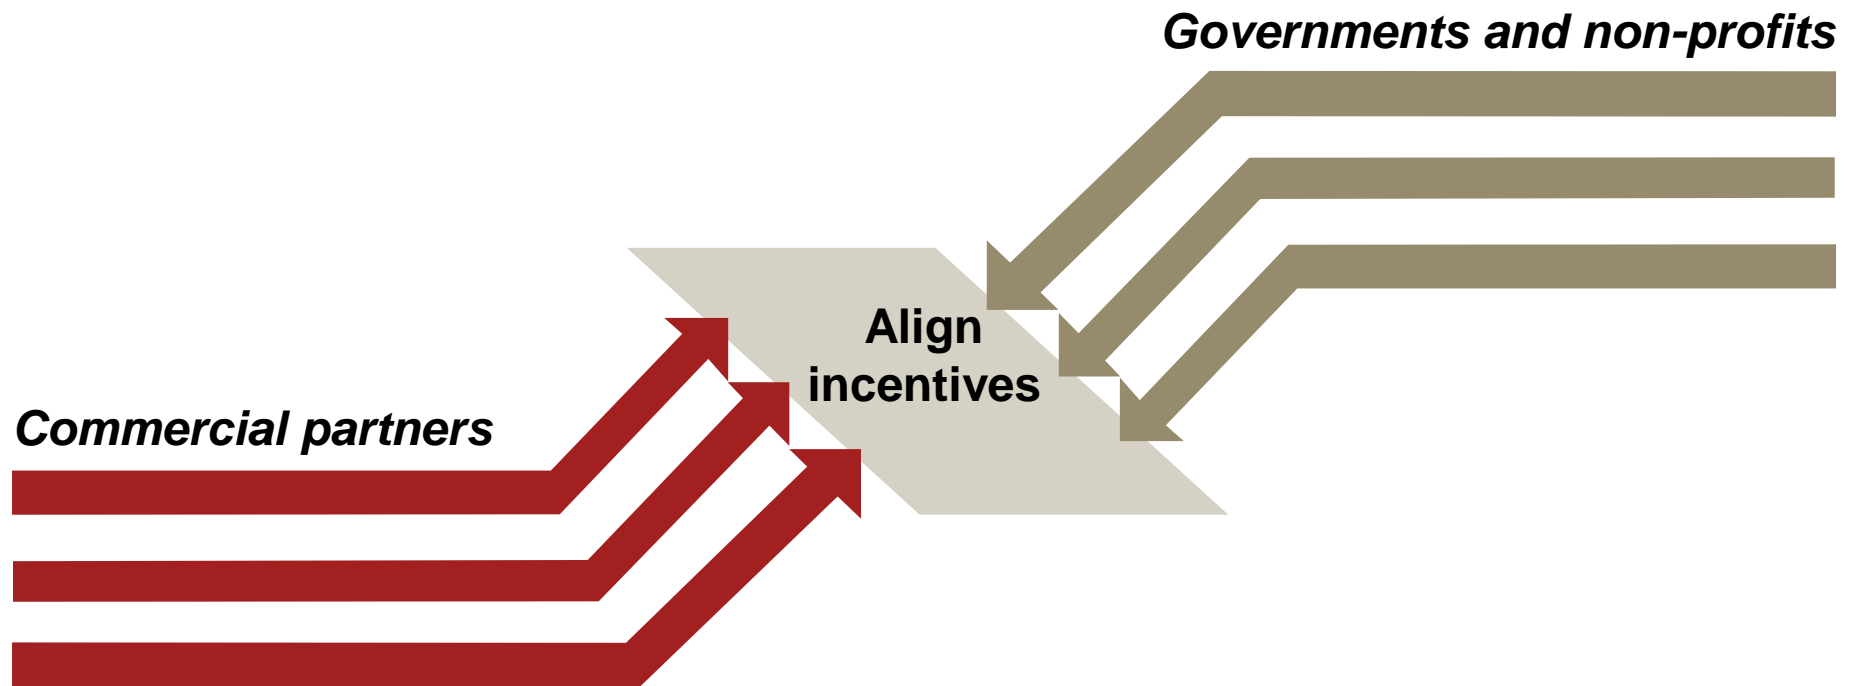 Governments and non-profits
Align
incentives
Commercial partners